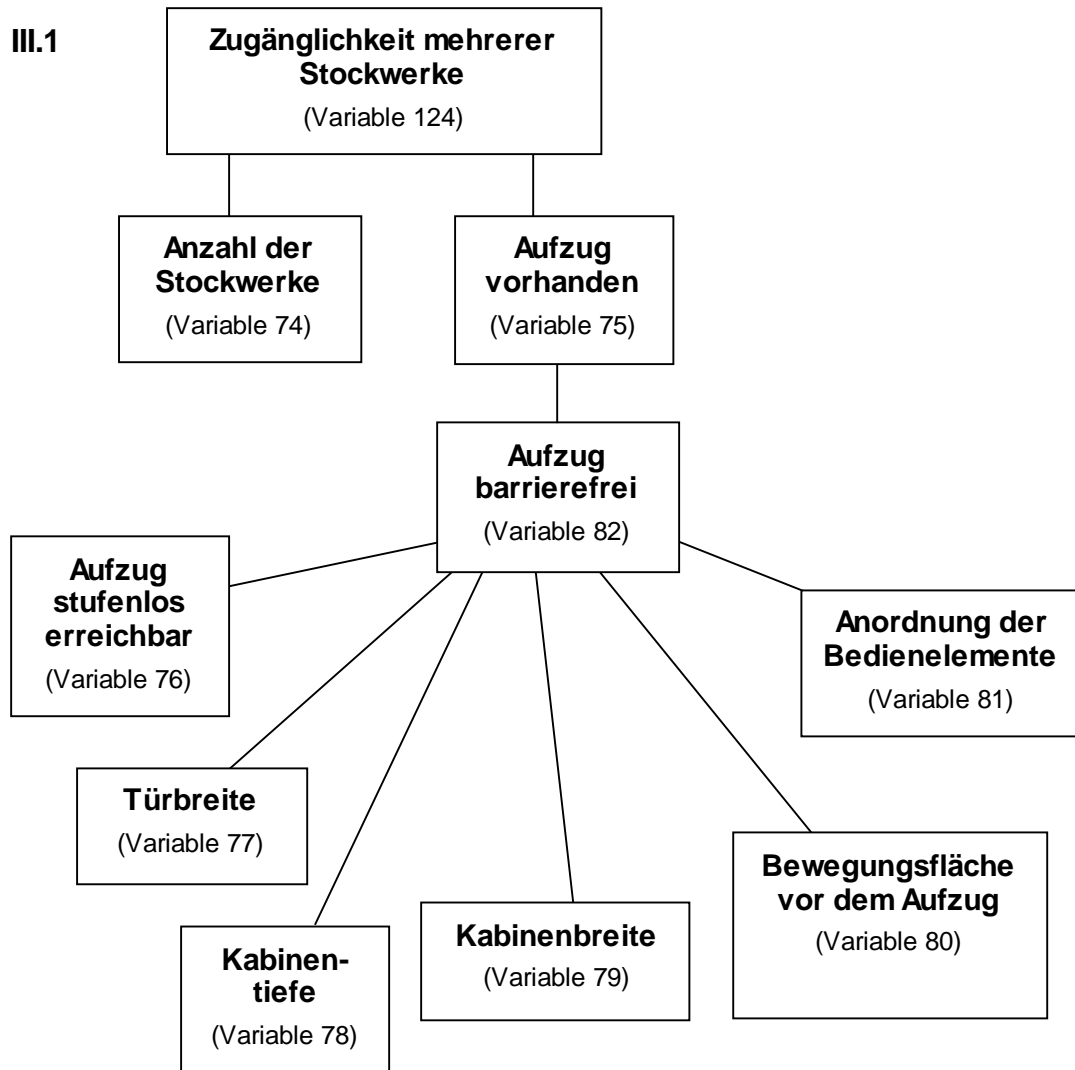 III.1
Zugänglichkeit mehrerer
Stockwerke
(Variable 124)
Anzahl der
Stockwerke
(Variable 74)
Aufzug
vorhanden
(Variable 75)
Aufzug
barrierefrei
(Variable 82)
Aufzug
stufenlos
erreichbar
(Variable 76)
Anordnung der
Bedienelemente
(Variable 81)
Türbreite
(Variable 77)
Bewegungsfläche
vor dem Aufzug
(Variable 80)
Kabinenbreite
(Variable 79)
Kabinen-
tiefe
(Variable 78)